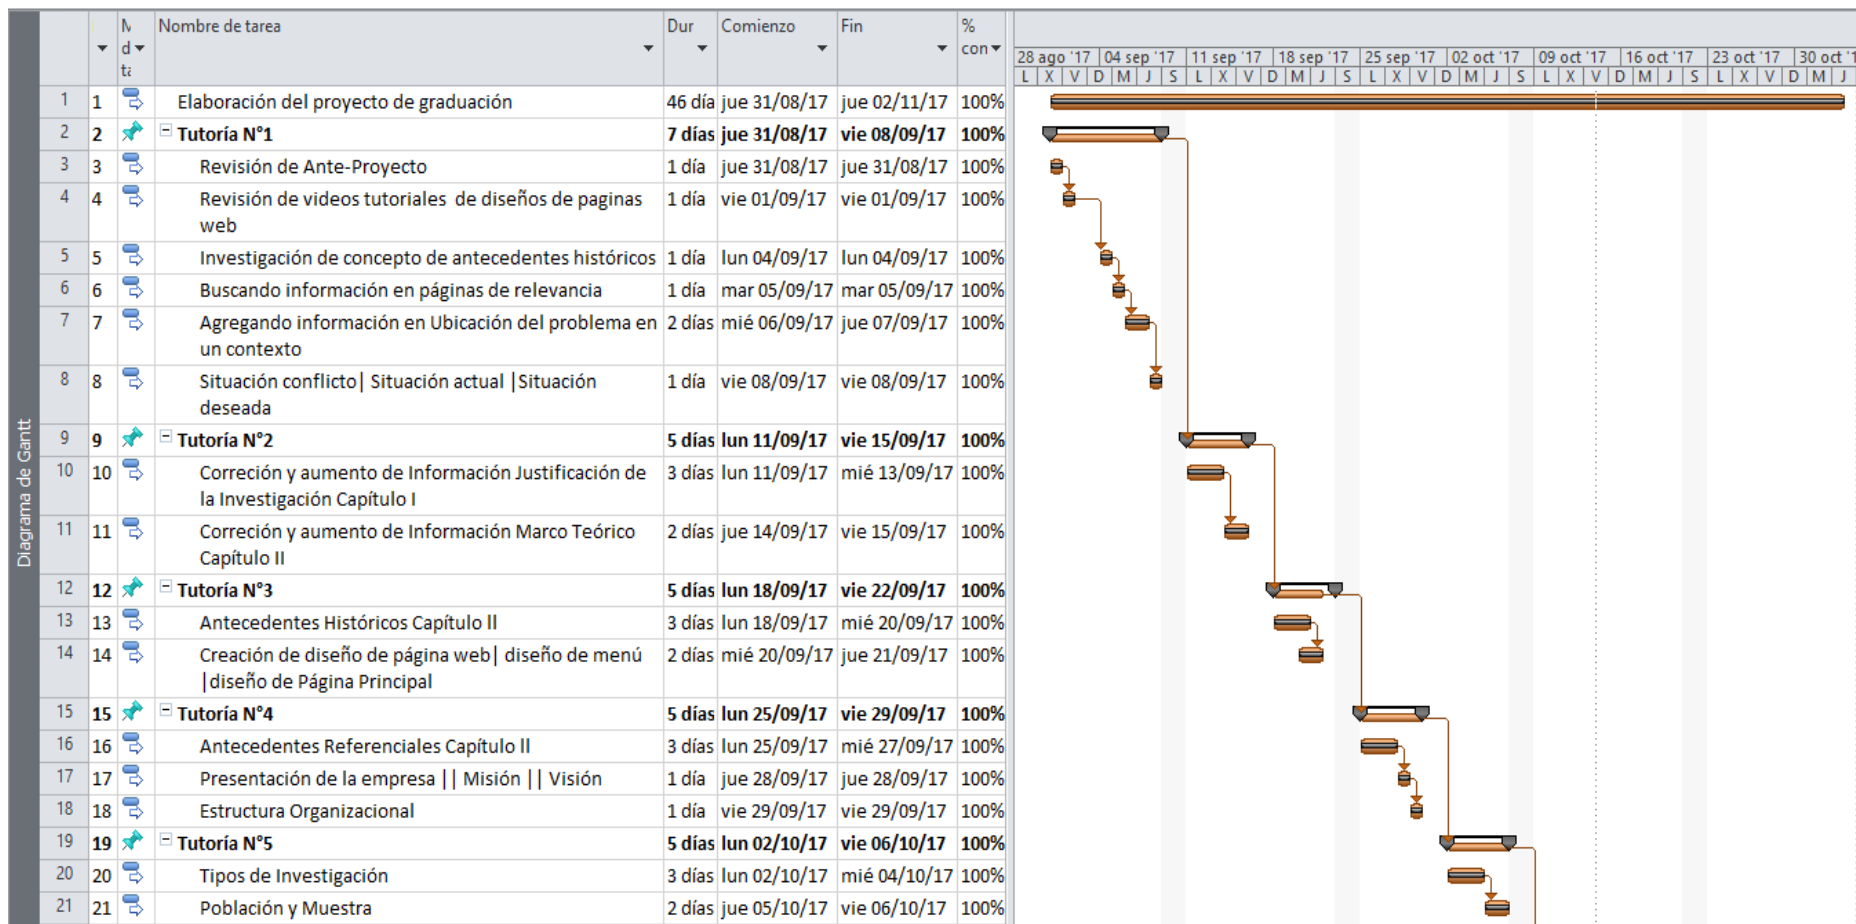 Diagrama de Gantt
M
d
ta
Nombre de tarea
Dur
Comienzo
Fin
%
con
28 ago '17 04 sep '17 11 sep '17 18 sep '17 25 sep '17 02 oct '17 09 oct '17 16 oct '17 23 oct '17 30 oct '1
L X V D M J S L X V D M J S L X V D M J S L X V D M J S L X V D M J
1 1 Elaboración del proyecto de graduación 46 día jue 31/08/17 jue 02/11/17 100%
2 2 Tutoría N°1 7 días jue 31/08/17 vie 08/09/17 100%
3 3 Revisión de Ante-Proyecto 1 día jue 31/08/17 jue 31/08/17 100%
4 4 Revisión de videos tutoriales de diseños de paginas 1 día vie 01/09/17 vie 01/09/17 100%
web
5 5 Investigación de concepto de antecedentes históricos 1 día lun 04/09/17 lun 04/09/17 100%
6 6 Buscando información en páginas de relevancia 1 día mar 05/09/17 mar 05/09/17 100%
7 7 Agregando información en Ubicación del problema en 2 días mié 06/09/17 jue 07/09/17 100%
un contexto
8 8 Situación conflicto| Situación actual |Situación 1 día vie 08/09/17 vie 08/09/17 100%
deseada
9 9 Tutoría N°2 5 días lun 11/09/17 vie 15/09/17 100%
10 10 Correción y aumento de Información Justificación de 3 días lun 11/09/17 mié 13/09/17 100%
la Investigación Capítulo I
11 11 Correción y aumento de Información Marco Teórico 2 días jue 14/09/17 vie 15/09/17 100%
Capítulo II
12 12 Tutoría N°3 5 días lun 18/09/17 vie 22/09/17 100%
13 13 Antecedentes Históricos Capítulo ll 3 días lun 18/09/17 mié 20/09/17 100%
14 14 Creación de diseño de página web| diseño de menú 2 días mié 20/09/17 jue 21/09/17 100%
|diseño de Página Principal
15 15 Tutoría N°4 5 días lun 25/09/17 vie 29/09/17 100%
16 16 Antecedentes Referenciales Capítulo ll 3 días lun 25/09/17 mié 27/09/17 100%
17 17 Presentación de la empresa || Misión || Visión 1 día jue 28/09/17 jue 28/09/17 100%
18 18 Estructura Organizacional 1 día vie 29/09/17 vie 29/09/17 100%
19 19 Tutoría N°5 5 días lun 02/10/17 vie 06/10/17 100%
20 20 Tipos de Investigación 3 días lun 02/10/17 mié 04/10/17 100%
21 21 Población y Muestra 2 días jue 05/10/17 vie 06/10/17 100%